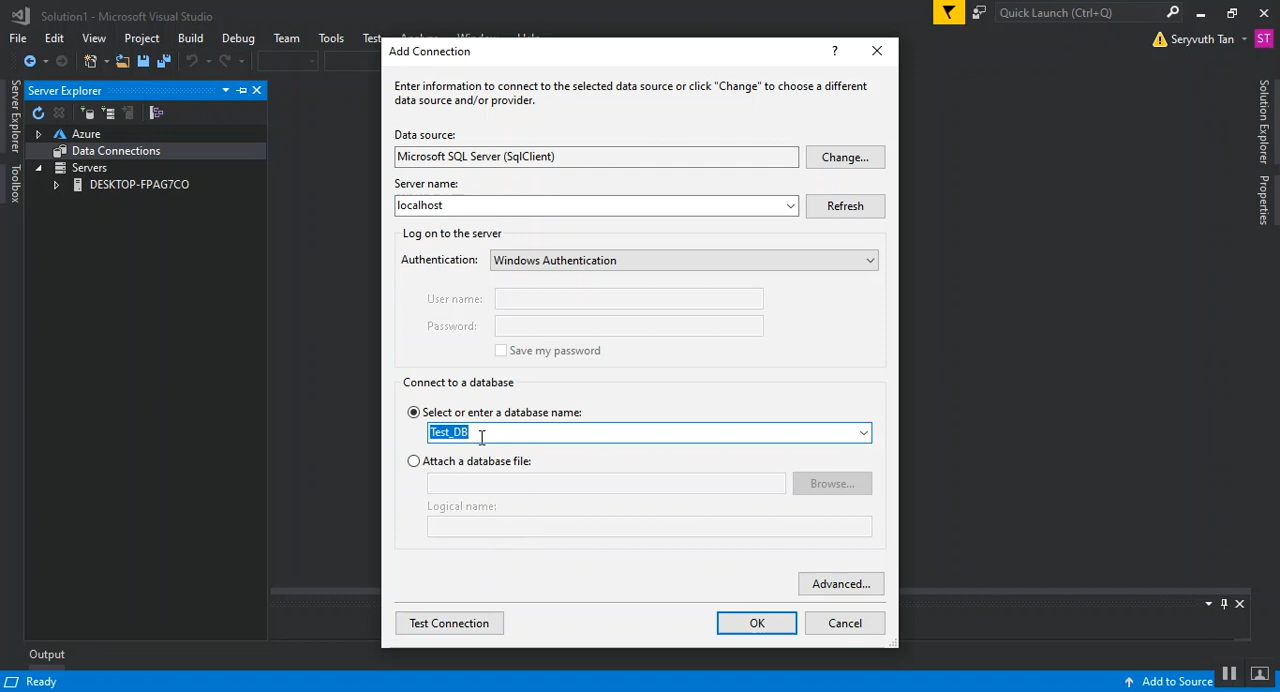 Solution1 - Microsoft Visual Studio
Quick Launch (Ctrl+Q)
File Edit View Project Build Debug Team Tools Test
Seryvuth Tan ST
Add Connection ? ×
Enter information to connect to the selected data source or click "Change" to choose a different
data source and/or provider.
Data source:
Microsoft SQL Server (SqlClient) Change...
Server name:
localhost Refresh
Log on to the server
Authentication: Windows Authentication
User name:
Password:
Save my password
Connect to a database
Select or enter a database name:
Test_DB
Attach a database file:
Browse...
Logical name:
Advanced...
Test Connection OK Cancel
Server Explorer
Azure
Data Connections
Servers
DESKTOP-FPAG7CO
Server Explorer
Toolbox
Solution Explorer
Properties
Output
Ready
Add to Source